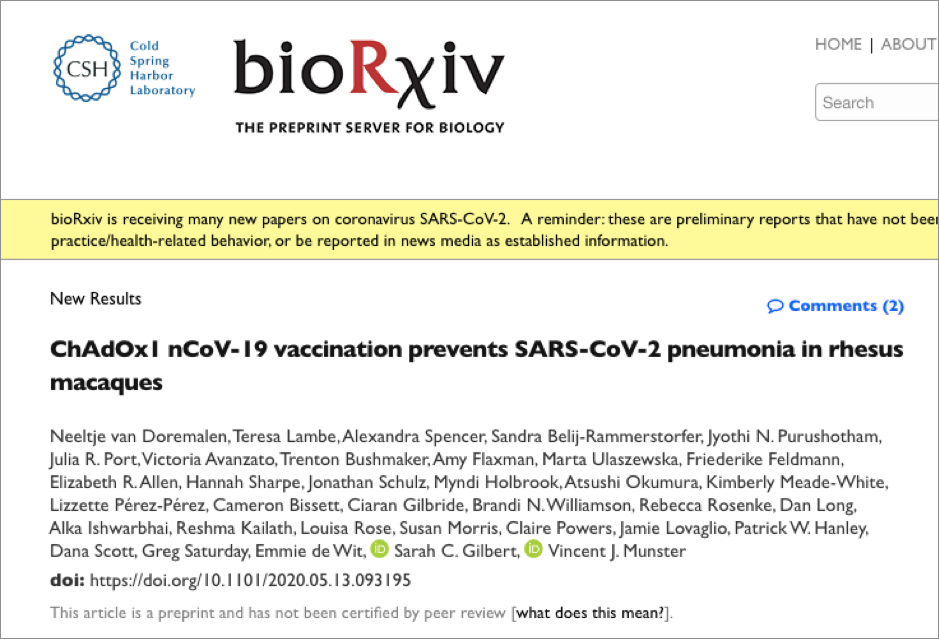 CSH
Cold
Spring
Harbor
Laboratory
bioRxiv
THE PREPRINT SERVER FOR BIOLOGY
HOME | ABOUT
Search
bioRxiv is receiving many new papers on coronavirus SARS-CoV-2. A reminder: these are preliminary reports that have not been
practice/health-related behavior, or be reported in news media as established information.
New Results
Comments (2)
ChAdOx1 nCoV-19 vaccination prevents SARS-CoV-2 pneumonia in rhesus
macaques
Neeltje van Doremalen, Teresa Lambe, Alexandra Spencer, Sandra Belij-Rammerstorfer, Jyothi N. Purushotham,
Julia R. Port, Victoria Avanzato, Trenton Bushmaker, Amy Flaxman, Marta Ulaszewska, Friederike Feldmann,
Elizabeth R. Allen, Hannah Sharpe, Jonathan Schulz, Myndi Holbrook, Atsushi Okumura, Kimberly Meade-White,
Lizzette Pérez-Pérez, Cameron Bissett, Ciaran Gilbride, Brandi N. Williamson, Rebecca Rosenke, Dan Long,
Alka Ishwarbhai, Reshma Kailath, Louisa Rose, Susan Morris, Claire Powers, Jamie Lovaglio, Patrick W. Hanley,
Dana Scott, Greg Saturday, Emmie de Wit, iD Sarah C. Gilbert, iD Vincent J. Munster
doi: https://doi.org/10.1101/2020.05.13.093195
This article is a preprint and has not been certified by peer review [what does this mean?].